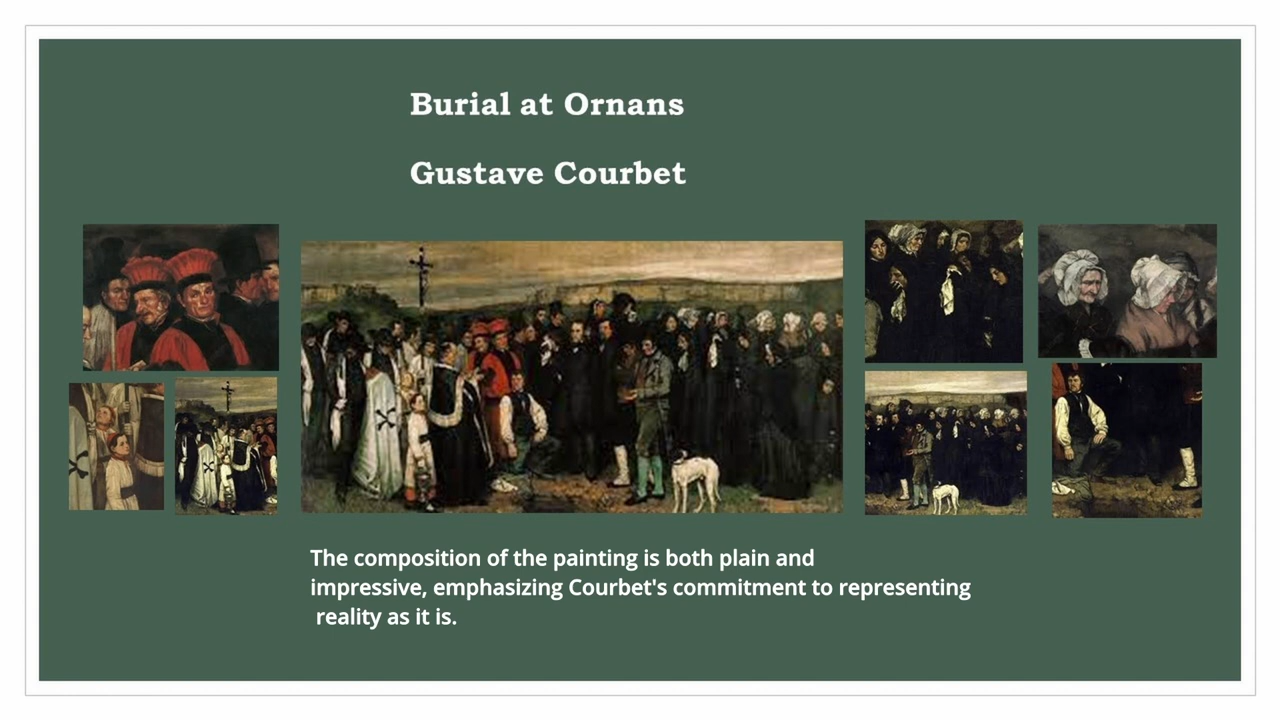 Burial at Ornans
Gustave Courbet
The composition of the painting is both plain and
impressive, emphasizing Courbet's commitment to representing
reality as it is.